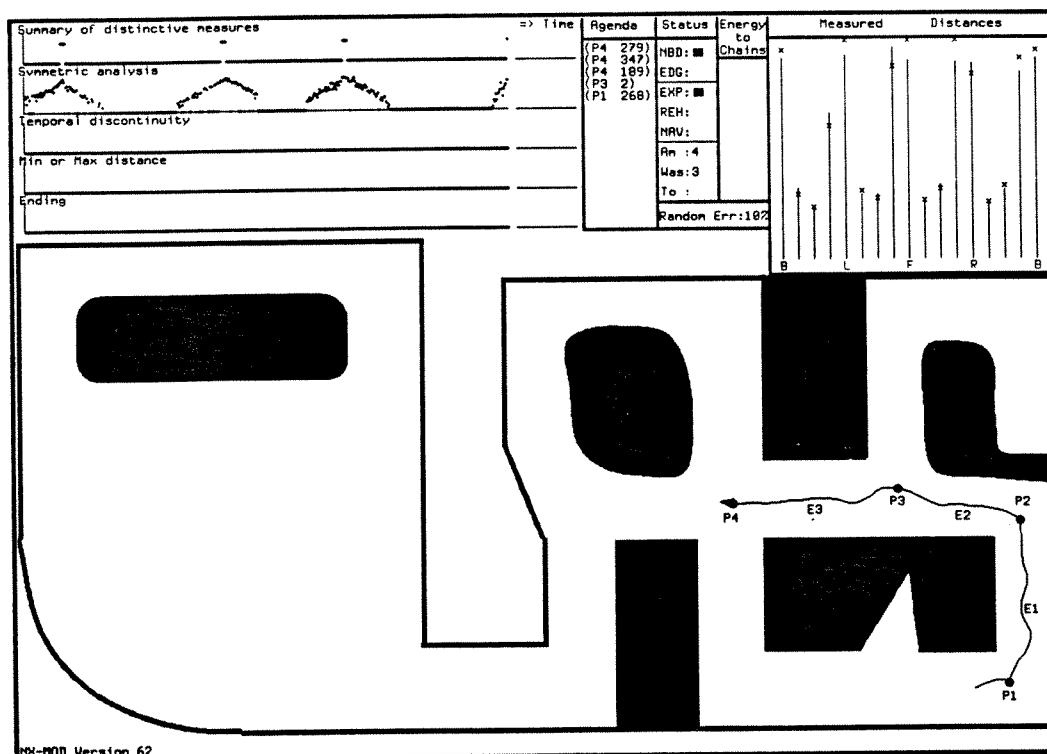 Summary of distinctive measures
=> Time
Symmetric analysis
Temporal discontinuity
Min or Max distance
Ending
Agenda
(P4 279)
(P4 347)
(P4 189)
(P3 2)
(P1 268)
Status
NBD:
EDG:
EXP:
REH:
NAV:
Am :4
Was:3
To :
Random Err:10%
Energy
to
Chains
Measured Distances
B L F R B
P3
P2
P4 E3 E2
E1
P1
NX-MOD Version 62